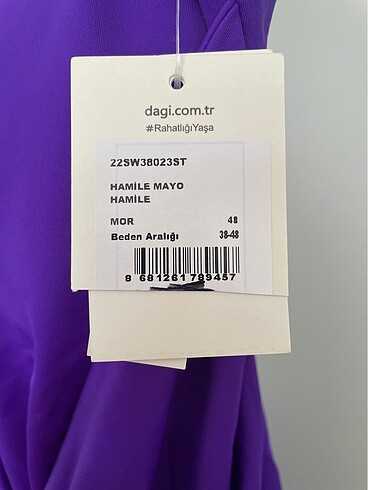 dagi.com.tr
#RahatlığıYaşa
22SW38023ST
HAMİLE MAYO
HAMİLE
MOR 48
Beden Aralığı 38-48
8 681261 789457